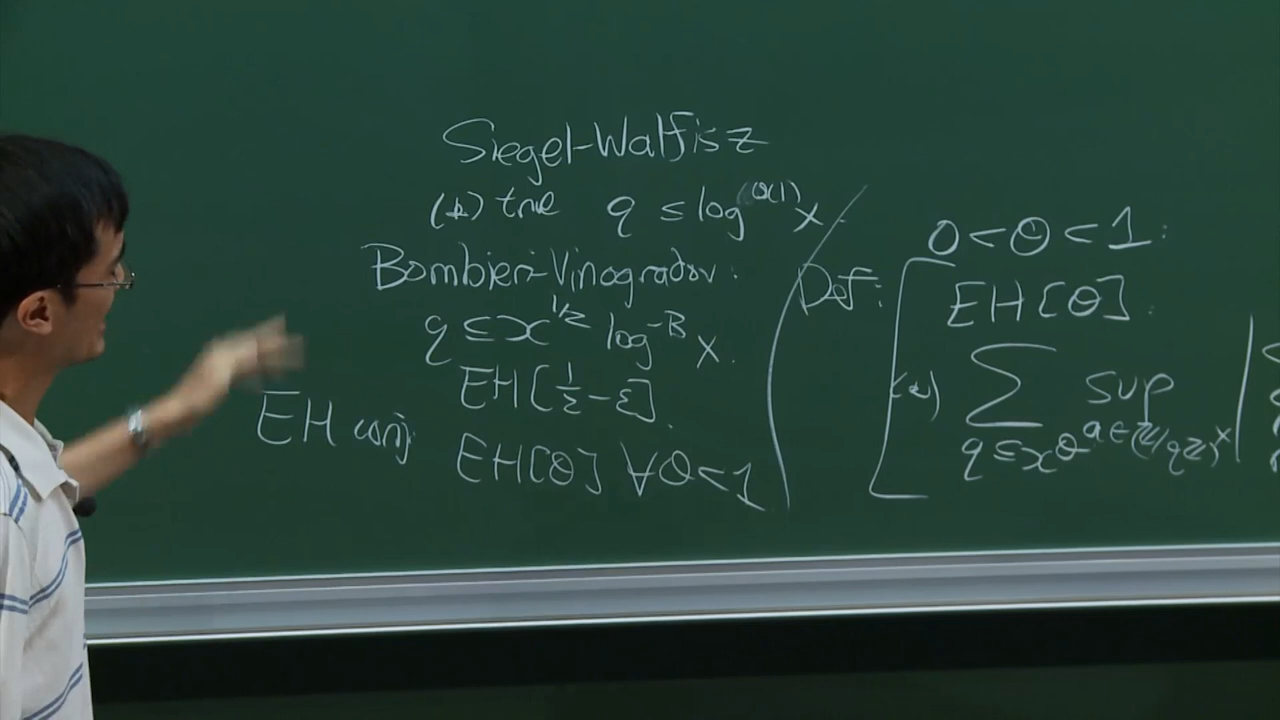 Siegel-Walfisz
(*) true q ≤ log^{O(1)} x
Bombieri-Vinogradov:
q ≤ x^{1/2} log^{-B} x.
EH[1/2 - ε].
EH conj. EH[θ] ∀θ<1
0<θ<1:
Def: EH[θ].
(*) ∑_{q ≤ x^θ} sup_{a ∈ (ℤ/qℤ)^×} |